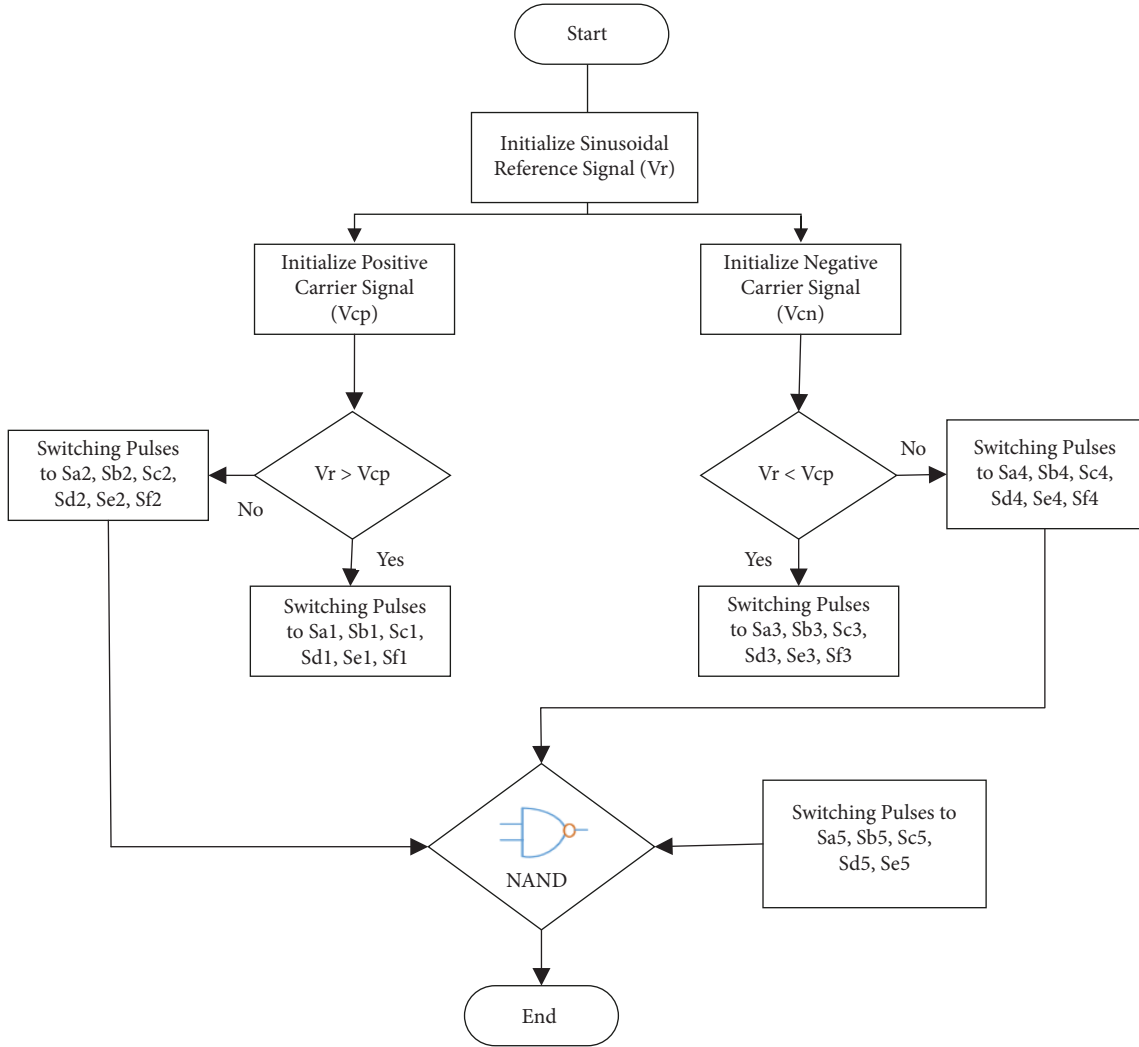 Start
Initialize Sinusoidal
Reference Signal (Vr)
Initialize Positive
Carrier Signal
(Vcp)
Initialize Negative
Carrier Signal
(Vcn)
Switching Pulses
to Sa2, Sb2, Sc2,
Sd2, Se2, Sf2
No
Vr > Vcp
Yes
Vr < Vcp
No
Yes
Switching Pulses
to Sa4, Sb4, Sc4,
Sd4, Se4, Sf4
Switching Pulses
to Sa1, Sb1, Sc1,
Sd1, Se1, Sf1
Switching Pulses
to Sa3, Sb3, Sc3,
Sd3, Se3, Sf3
NAND
Switching Pulses to
Sa5, Sb5, Sc5,
Sd5, Se5
End